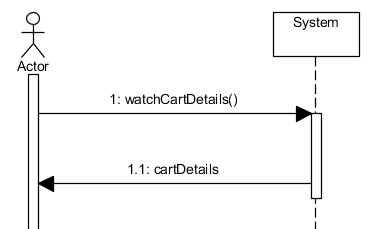 System
Actor
1: watchCartDetails()
1.1: cartDetails